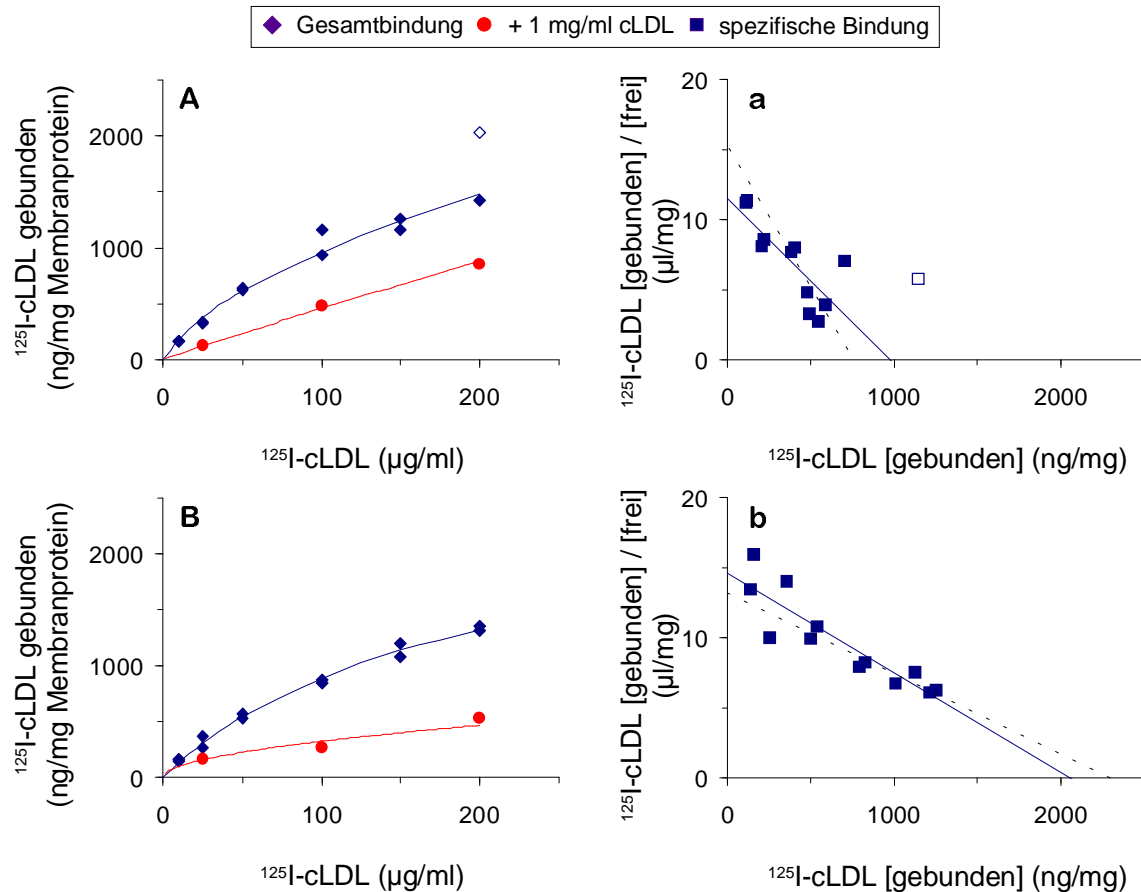 Gesamtbindung + 1 mg/ml cLDL spezifische Bindung
A
¹²⁵I-cLDL gebunden
(ng/mg Membranprotein)
2000
1000
0
0 100 200
¹²⁵I-cLDL (µg/ml)
a
¹²⁵I-cLDL [gebunden] / [frei]
(µl/mg)
20
10
0
0 1000 2000
¹²⁵I-cLDL [gebunden] (ng/mg)
B
¹²⁵I-cLDL gebunden
(ng/mg Membranprotein)
2000
1000
0
0 100 200
¹²⁵I-cLDL (µg/ml)
b
¹²⁵I-cLDL [gebunden] / [frei]
(µl/mg)
20
10
0
0 1000 2000
¹²⁵I-cLDL [gebunden] (ng/mg)